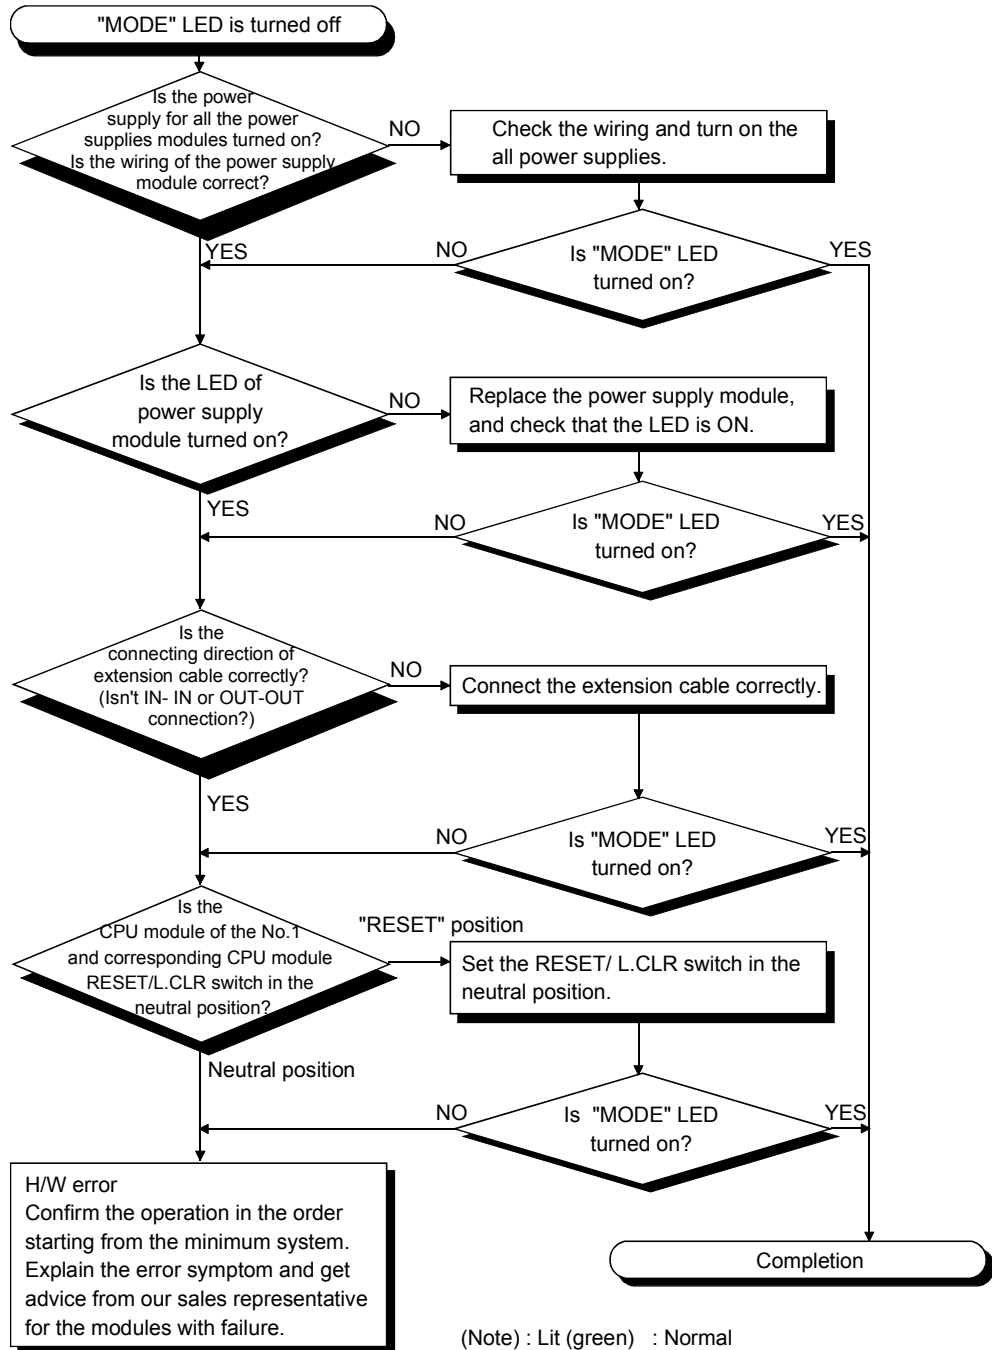 "MODE" LED is turned off
Is the power
supply for all the power
supplies modules turned on?
Is the wiring of the power supply
module correct?
NO
Check the wiring and turn on the
all power supplies.
YES
NO
Is "MODE" LED
turned on?
YES
Is the LED of
power supply
module turned on?
NO
Replace the power supply module,
and check that the LED is ON.
YES
NO
Is "MODE" LED
turned on?
YES
Is the
connecting direction of
extension cable correctly?
(Isn't IN- IN or OUT-OUT
connection?)
NO
Connect the extension cable correctly.
YES
NO
Is "MODE" LED
turned on?
YES
Is the
CPU module of the No.1
and corresponding CPU module
RESET/L.CLR switch in the
neutral position?
"RESET" position
Set the RESET/ L.CLR switch in the
neutral position.
Neutral position
NO
Is "MODE" LED
turned on?
YES
H/W error
Confirm the operation in the order
starting from the minimum system.
Explain the error symptom and get
advice from our sales representative
for the modules with failure.
Completion
(Note) : Lit (green) : Normal